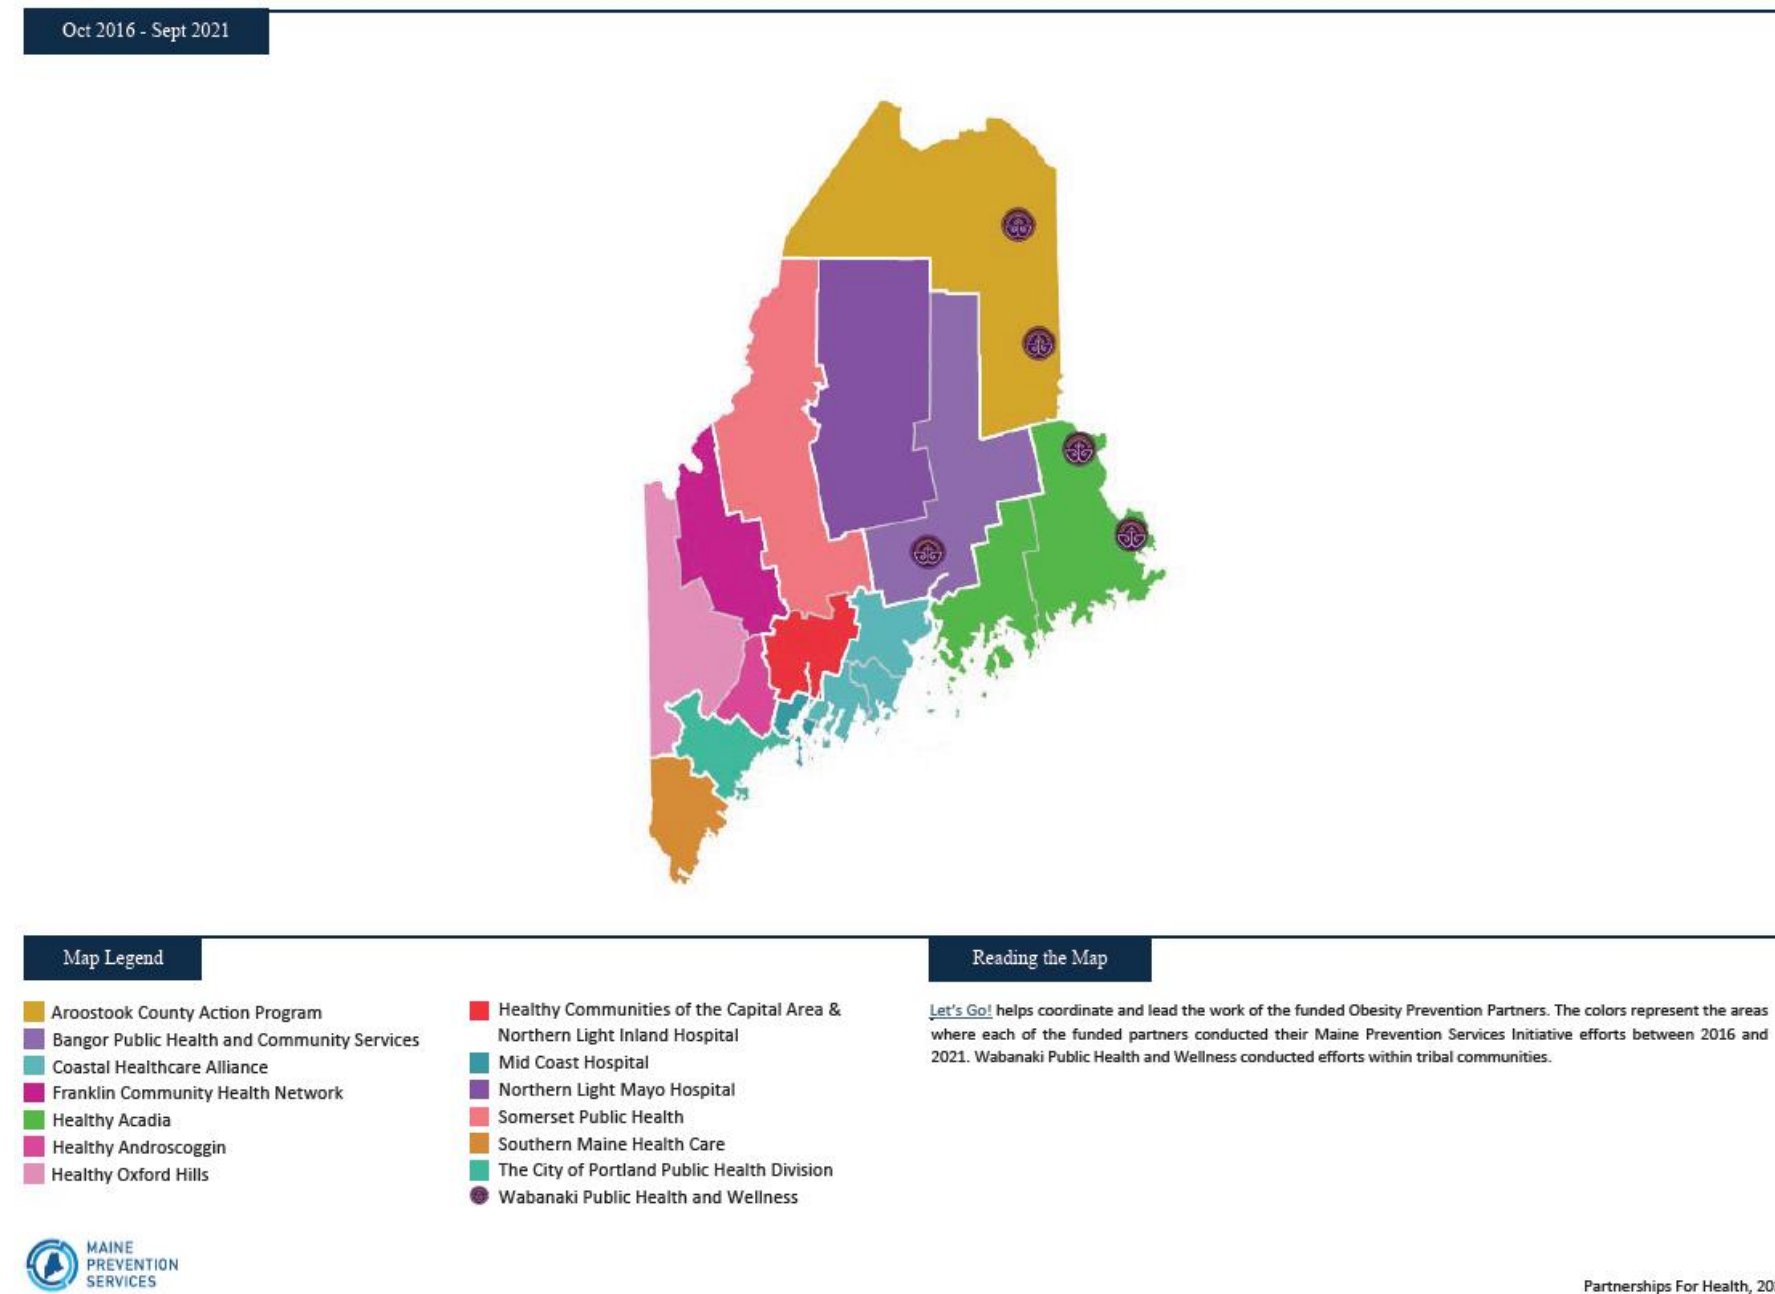 Oct 2016 - Sept 2021
Map Legend
Aroostook County Action Program
Bangor Public Health and Community Services
Coastal Healthcare Alliance
Franklin Community Health Network
Healthy Acadia
Healthy Androscoggin
Healthy Oxford Hills
Healthy Communities of the Capital Area &
Northern Light Inland Hospital
Mid Coast Hospital
Northern Light Mayo Hospital
Somerset Public Health
Southern Maine Health Care
The City of Portland Public Health Division
Wabanaki Public Health and Wellness
Reading the Map
Let's Go! helps coordinate and lead the work of the funded Obesity Prevention Partners. The colors represent the areas
where each of the funded partners conducted their Maine Prevention Services Initiative efforts between 2016 and
2021. Wabanaki Public Health and Wellness conducted efforts within tribal communities.
MAINE
PREVENTION
SERVICES
Partnerships For Health,